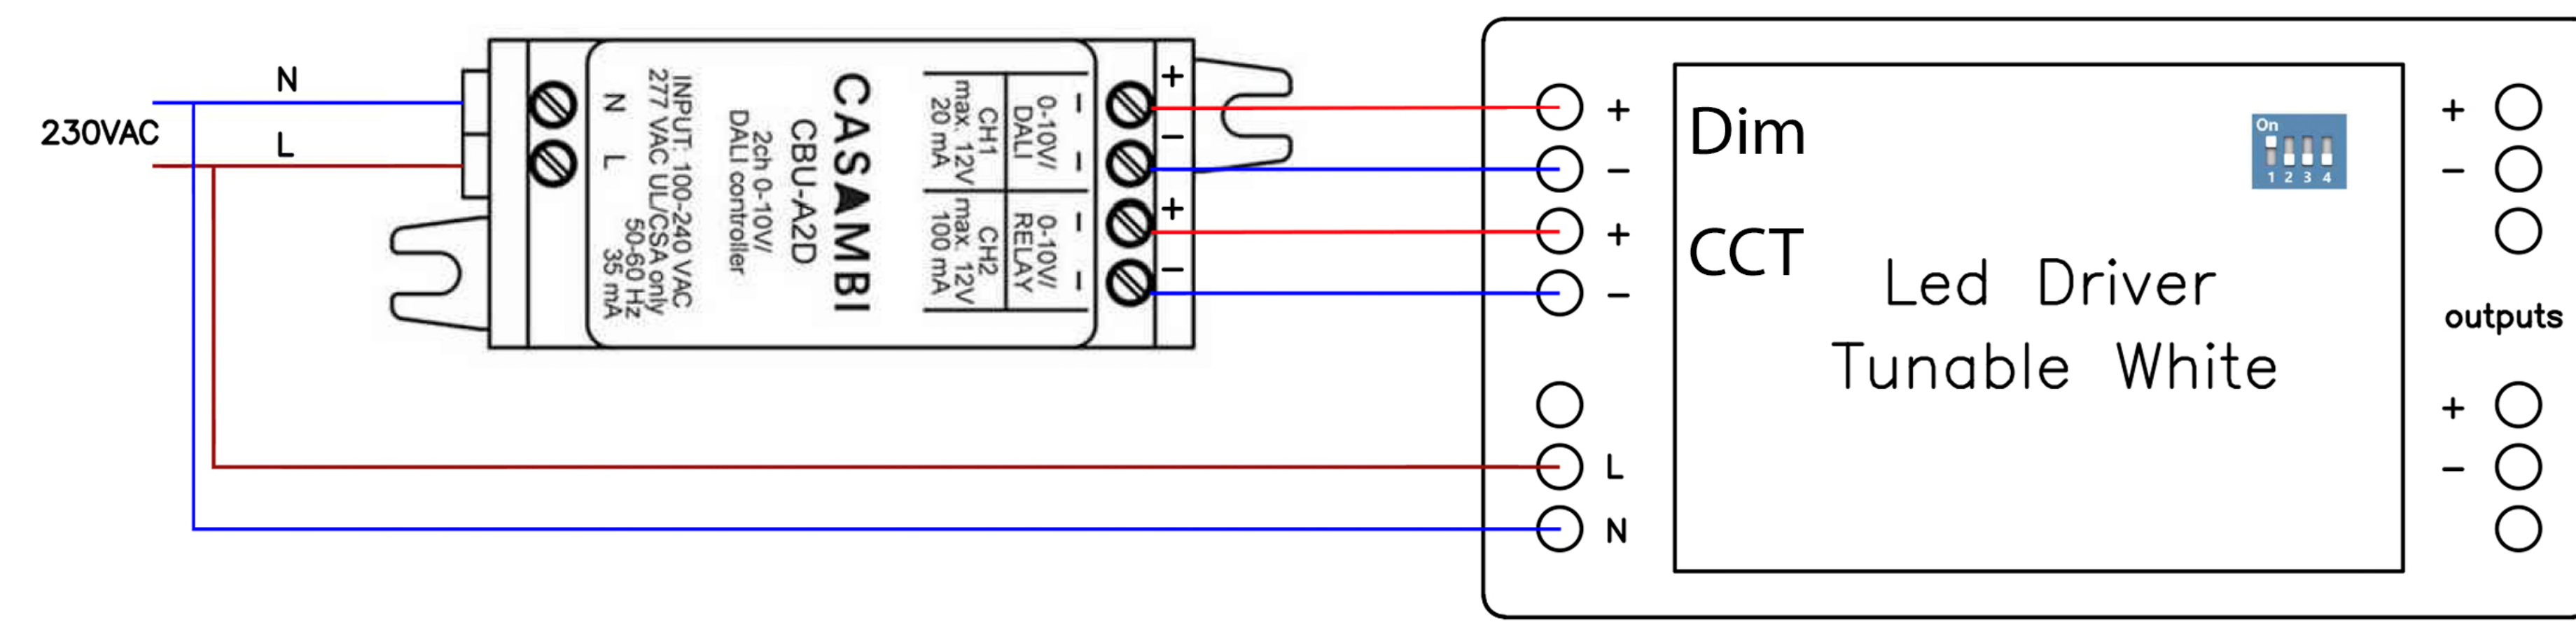 230VAC
N
L
N
L
INPUT: 100-240 VAC
277 VAC UL/CSA only
50-60 Hz
35 mA
CASAMBI
CBU-A2D
2ch 0-10V/
DALI controller
0-10V/
DALI
CH1
max. 12V
20 mA
0-10V/
RELAY
CH2
max. 12V
100 mA
- 
-
-
-
+
-
+
-
+
-
+
-
L
N
Dim
CCT
Led Driver
Tunable White
On
1 2 3 4
+
-
outputs
+
-